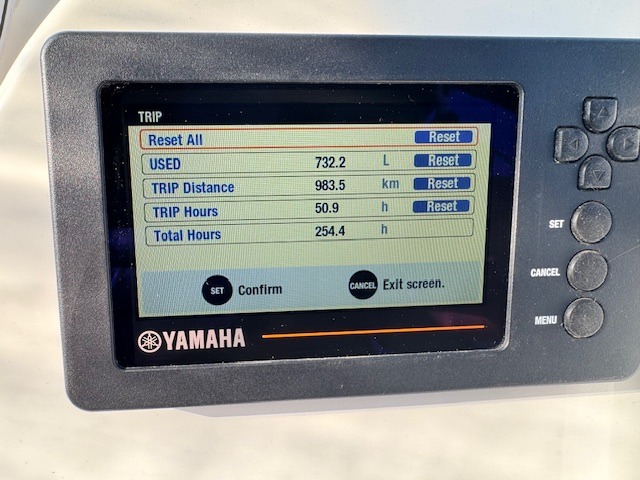 TRIP
Reset All Reset
USED 732.2 L Reset
TRIP Distance 983.5 km Reset
TRIP Hours 50.9 h Reset
Total Hours 254.4 h
SET Confirm CANCEL Exit screen.
YAMAHA
SET
CANCEL
MENU